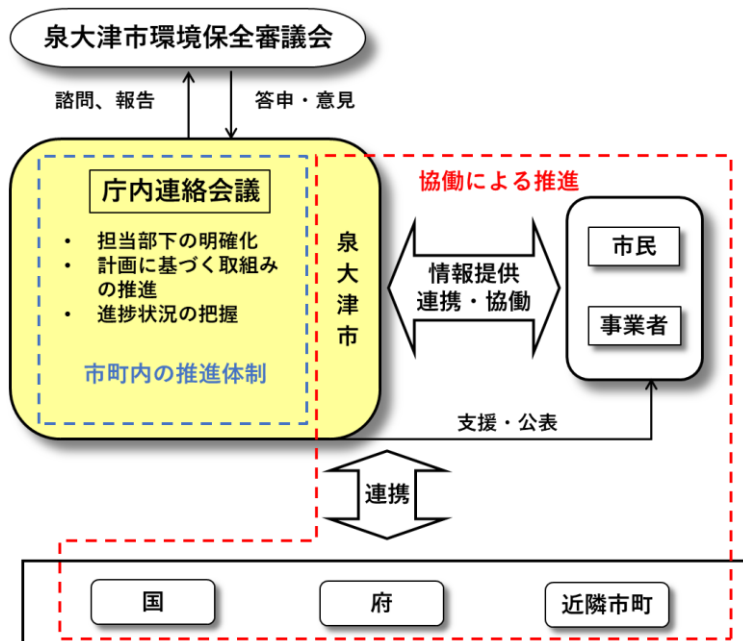 泉大津市環境保全審議会
諮問、報告
答申・意見
庁内連絡会議
• 担当部下の明確化
• 計画に基づく取組み
の推進
• 進捗状況の把握
市町内の推進体制
泉大津市
協働による推進
情報提供
連携・協働
市民
事業者
支援・公表
連携
国
府
近隣市町